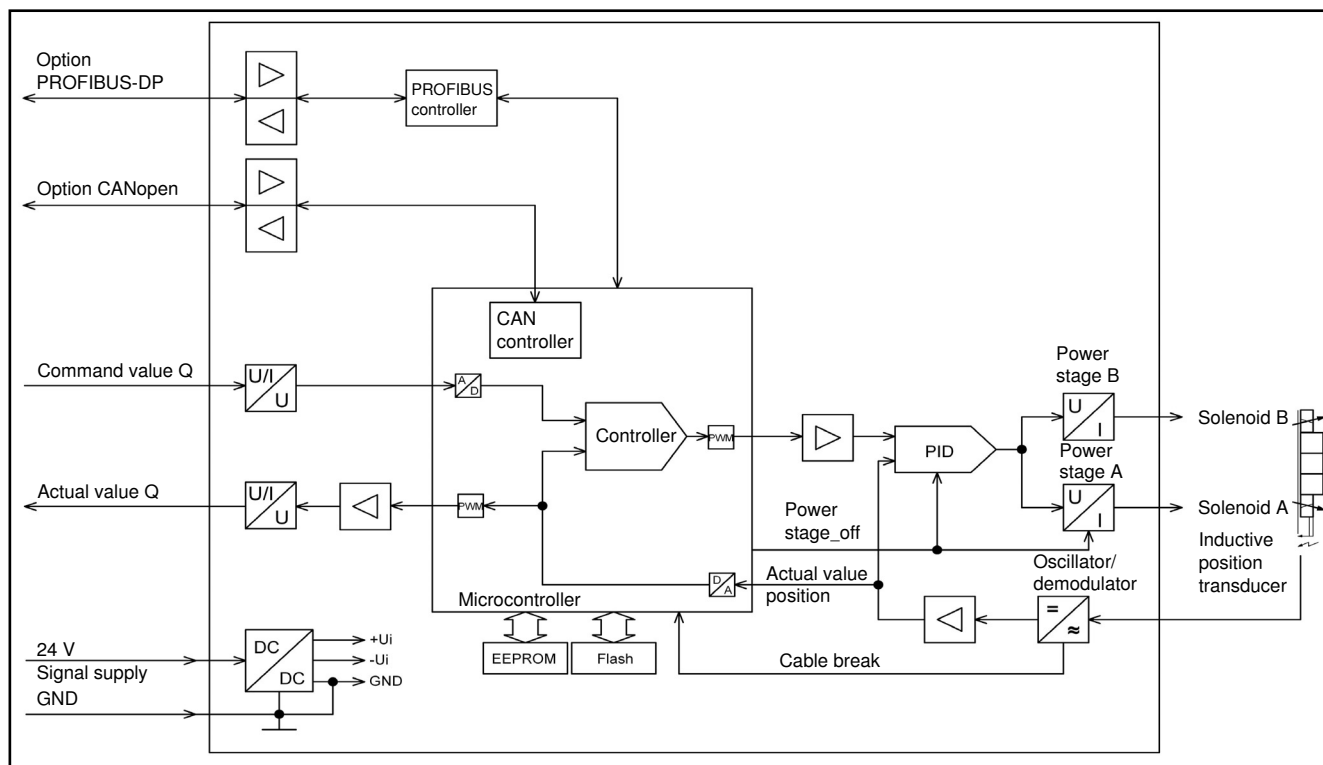 Option
PROFIBUS-DP
PROFIBUS
controller
Option CANopen
CAN
controller
Command value Q
U/I
U
A
D
Controller
PWM
PID
Power
stage B
U
I
Solenoid B
Power
stage A
U
I
Solenoid A
Actual value Q
U/I
U
PWM
Power
stage_off
Inductive
position
transducer
Oscillator/
demodulator
=
≈
D
A
Actual value
position
Microcontroller
EEPROM
Flash
Cable break
24 V
Signal supply
GND
DC
DC
+Ui
-Ui
GND